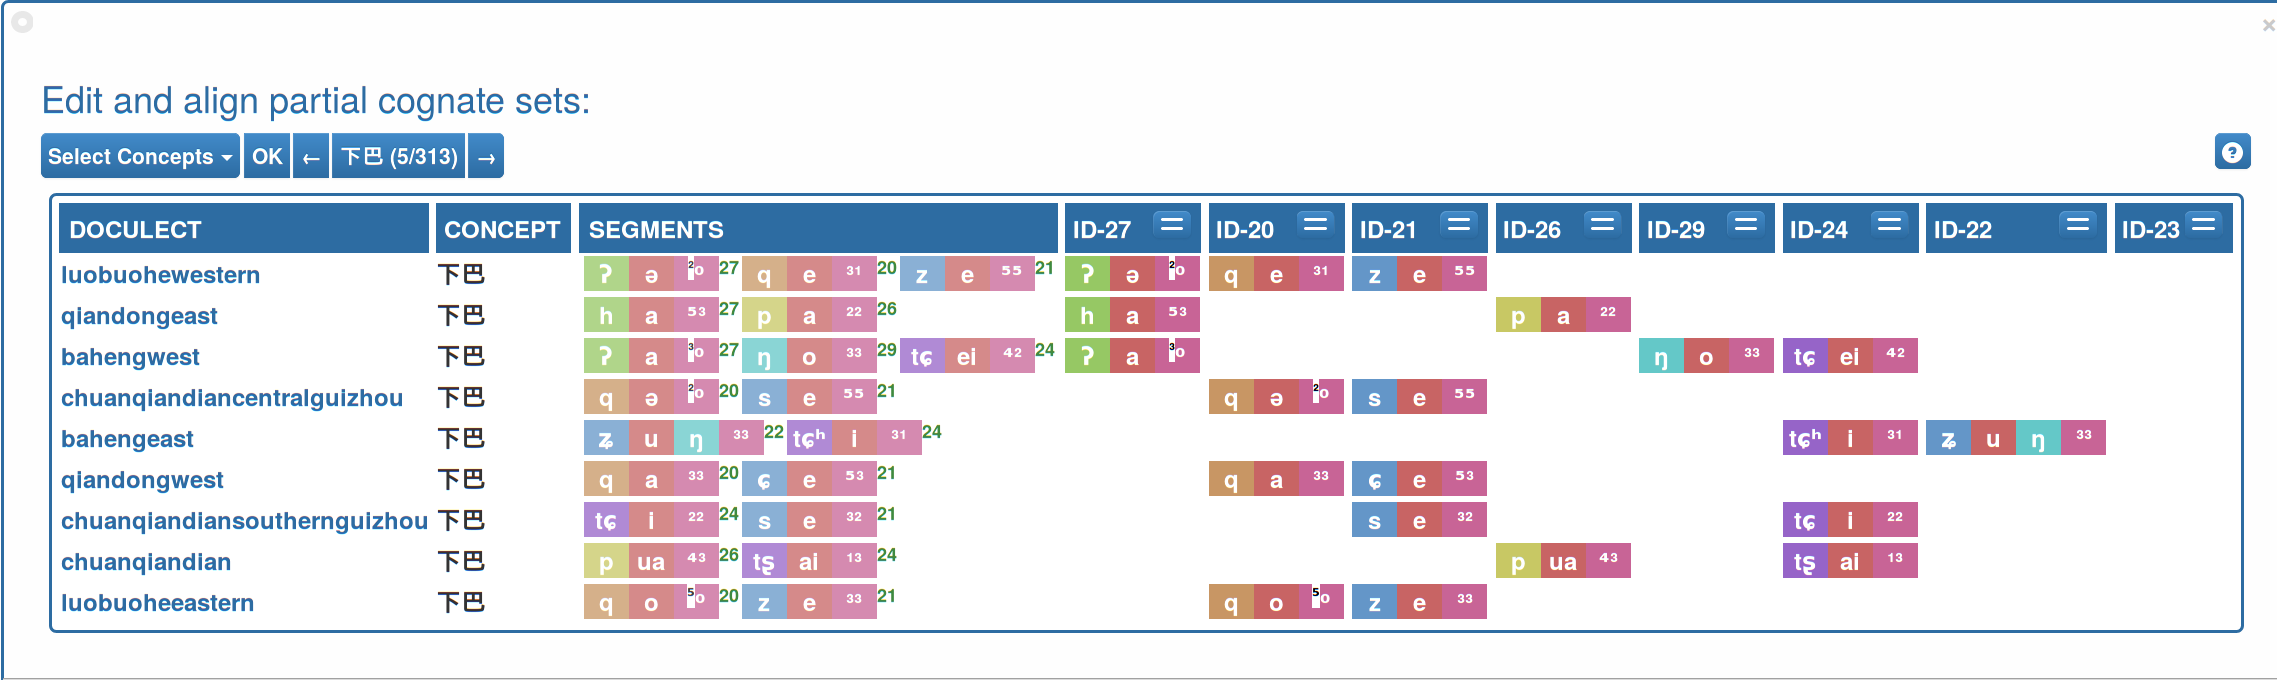 ×
Edit and align partial cognate sets:
Select Concepts OK ← 下巴 (5/313) → ?
DOCULECT CONCEPT SEGMENTS ID-27 ID-20 ID-21 ID-26 ID-29 ID-24 ID-22 ID-23
luobuohewestern 下巴 ʔ ə ²⁰ 27 q e ³¹ 20 z e ⁵⁵ 21 ʔ ə ²⁰ q e ³¹ z e ⁵⁵
qiandongeast 下巴 h a ⁵³ 27 p a ²² 26 h a ⁵³ p a ²²
bahengwest 下巴 ʔ a ³⁰ 27 ŋ o ³³ 29 tɕ ei ⁴² 24 ʔ a ³⁰ ŋ o ³³ tɕ ei ⁴²
chuanqiandiancentralguizhou 下巴 q ə ²⁰ 20 s e ⁵⁵ 21 q ə ²⁰ s e ⁵⁵
bahengeast 下巴 ʑ u ŋ ³³ 22 tɕʰ i ³¹ 24 tɕʰ i ³¹ ʑ u ŋ ³³
qiandongwest 下巴 q a ³³ 20 ɕ e ⁵³ 21 q a ³³ ɕ e ⁵³
chuanqiandiansouthernguizhou 下巴 tɕ i ²² 24 s e ³² 21 s e ³² tɕ i ²²
chuanqiandian 下巴 p ua ⁴³ 26 tʂ ai ¹³ 24 p ua ⁴³ tʂ ai ¹³
luobuoheeastern 下巴 q o ⁵⁰ 20 z e ³³ 21 q o ⁵⁰ z e ³³